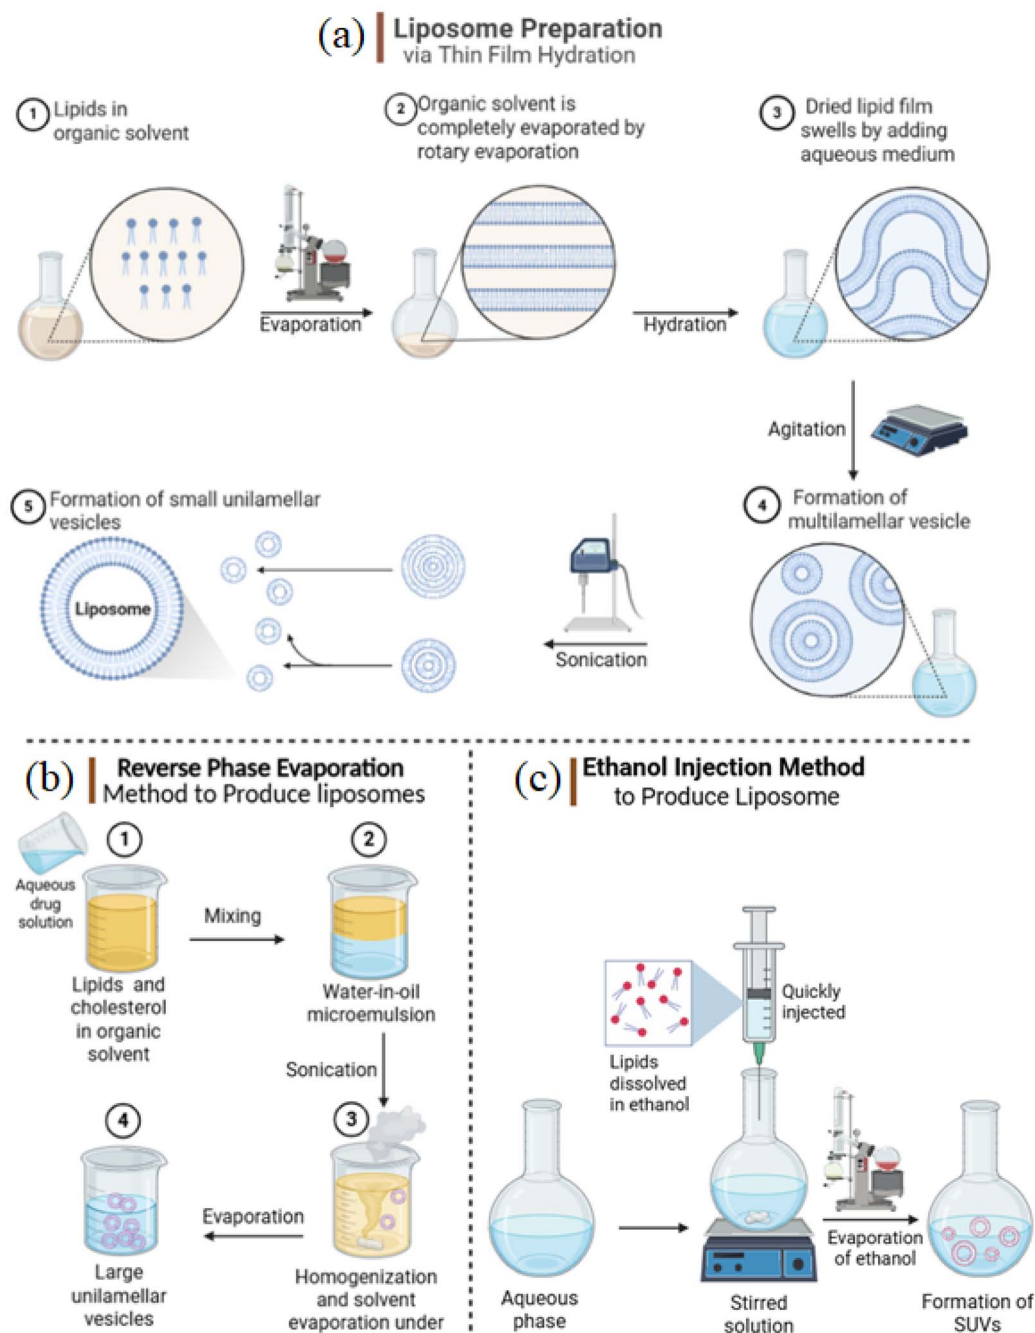 (a)
Liposome Preparation
via Thin Film Hydration
1
Lipids in
organic solvent
Evaporation
2
Organic solvent is
completely evaporated by
rotary evaporation
Hydration
3
Dried lipid film
swells by adding
aqueous medium
Agitation
4
Formation of
multilamellar vesicle
Sonication
5
Formation of small unilamellar
vesicles
Liposome
(b)
Reverse Phase Evaporation
Method to Produce liposomes
1
Aqueous
drug
solution
Lipids and
cholesterol
in organic
solvent
Mixing
2
Water-in-oil
microemulsion
Sonication
3
Homogenization
and solvent
evaporation under
Evaporation
4
Large
unilamellar
vesicles
(c)
Ethanol Injection Method
to Produce Liposome
Quickly
injected
Lipids
dissolved
in ethanol
Aqueous
phase
Stirred
solution
Evaporation
of ethanol
Formation of
SUVs